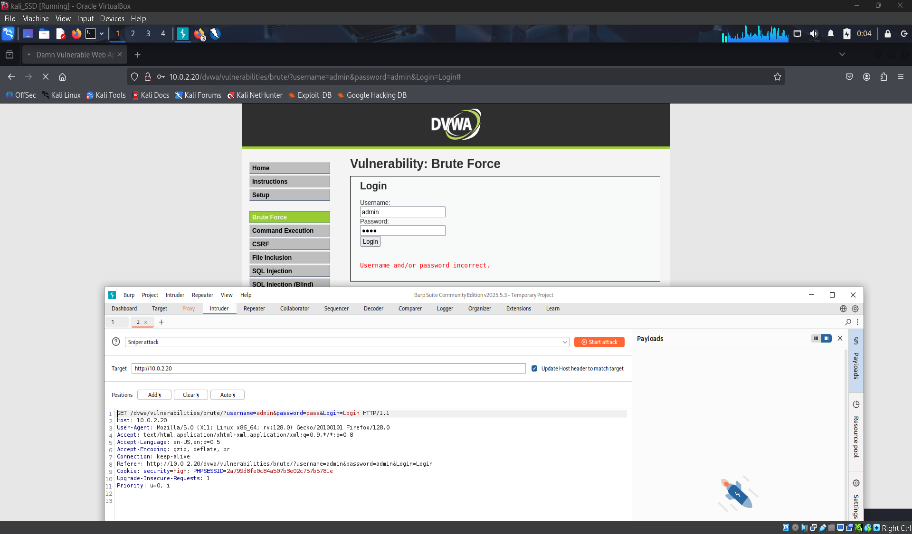 kali_SSD [Running] - Oracle VirtualBox
File Machine View Input Devices Help
1 2 3 4
0:04
Damn Vulnerable Web Ap
10.0.2.20/dvwa/vulnerabilities/brute/?username=admin&password=admin&Login=Login#
OffSec Kali Linux Kali Tools Kali Docs Kali Forums Kali NetHunter Exploit-DB Google Hacking DB
DVWA
Home
Instructions
Setup
Brute Force
Command Execution
CSRF
File Inclusion
SQL Injection
SQL Injection (Blind)
Vulnerability: Brute Force
Login
Username:
admin
Password:
••••
Login
Username and/or password incorrect.
Burp Project Intruder Repeater View Help
Burp Suite Community Edition v2025.5.3 - Temporary Project
Dashboard Target Proxy Intruder Repeater Collaborator Sequencer Decoder Comparer Logger Organizer Extensions Learn
1 2 × +
Sniper attack
Start attack
Target http://10.0.2.20
Update Host header to match target
Positions Add § Clear § Auto §
1 GET /dvwa/vulnerabilities/brute/?username=admin&password=pass&Login=Login HTTP/1.1
2 Host: 10.0.2.20
3 User-Agent: Mozilla/5.0 (X11; Linux x86_64; rv:128.0) Gecko/20100101 Firefox/128.0
4 Accept: text/html,application/xhtml+xml,application/xml;q=0.9,*/*;q=0.8
5 Accept-Language: en-US,en;q=0.5
6 Accept-Encoding: gzip, deflate, br
7 Connection: keep-alive
8 Referer: http://10.0.2.20/dvwa/vulnerabilities/brute/?username=admin&password=admin&Login=Login
9 Cookie: security=high;
10 Upgrade-Insecure-Requests: 1
11 Priority: u=0, i
12
13
Payloads
Payloads
Resource pool
Settings
Right Ctrl